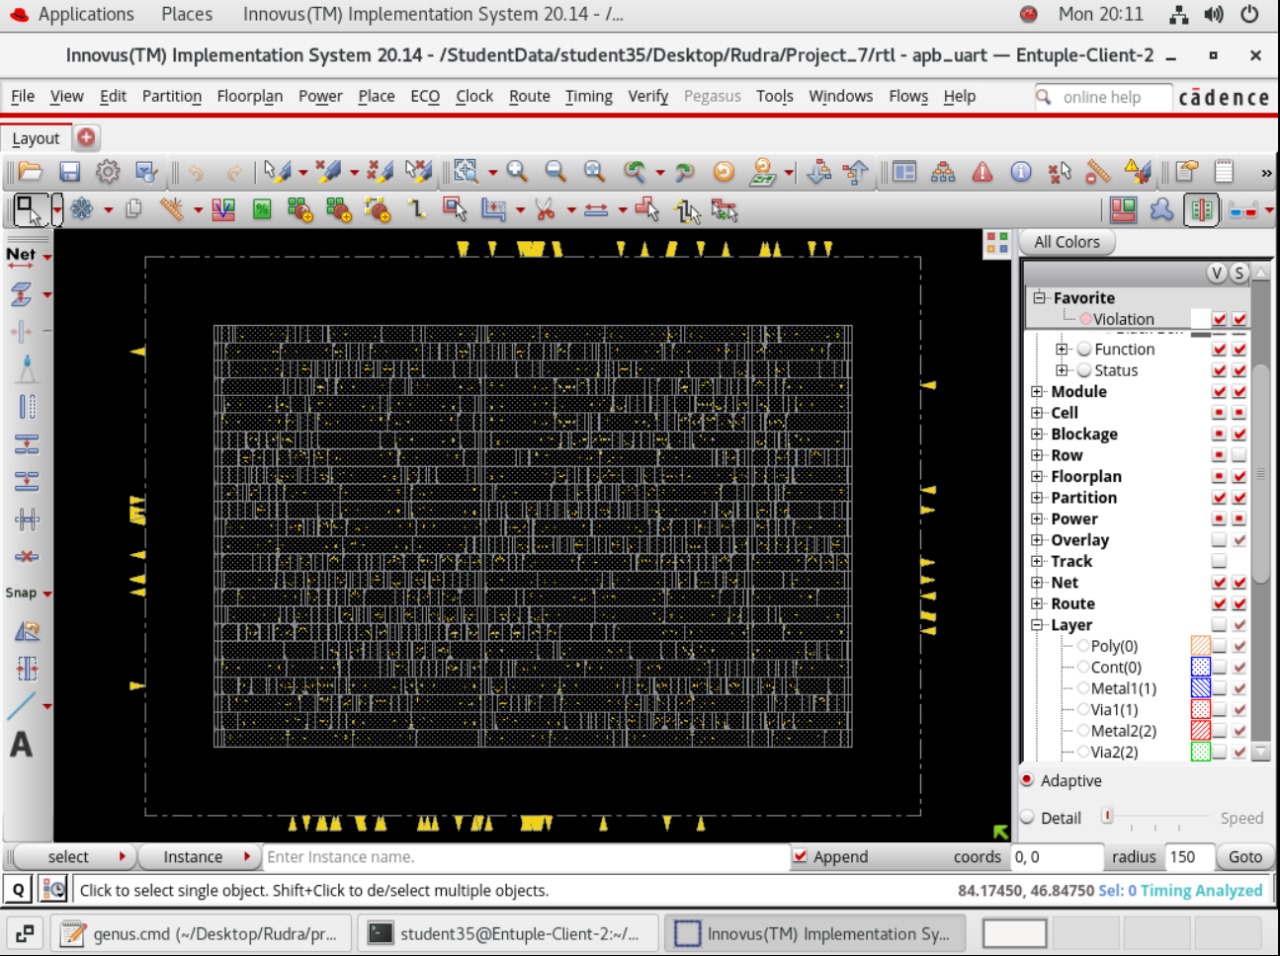 Applications Places Innovus(TM) Implementation System 20.14 - /... Mon 20:11
Innovus(TM) Implementation System 20.14 - /StudentData/student35/Desktop/Rudra/Project_7/rtl - apb_uart — Entuple-Client-2
File View Edit Partition Floorplan Power Place ECO Clock Route Timing Verify Pegasus Tools Windows Flows Help online help cādence
Layout
»
Net
All Colors
V S
Favorite
Violation
Function
Status
Module
Cell
Blockage
Row
Floorplan
Partition
Power
Overlay
Track
Net
Route
Layer
Poly(0)
Cont(0)
Metal1(1)
Via1(1)
Metal2(2)
Via2(2)
Snap
A
Adaptive
Detail Speed
select Instance Enter Instance name. Append coords 0, 0 radius 150 Goto
Q Click to select single object. Shift+Click to de/select multiple objects. 84.17450, 46.84750 Sel: 0 Timing Analyzed
genus.cmd (~/Desktop/Rudra/pr... student35@Entuple-Client-2:~/... Innovus(TM) Implementation Sy...